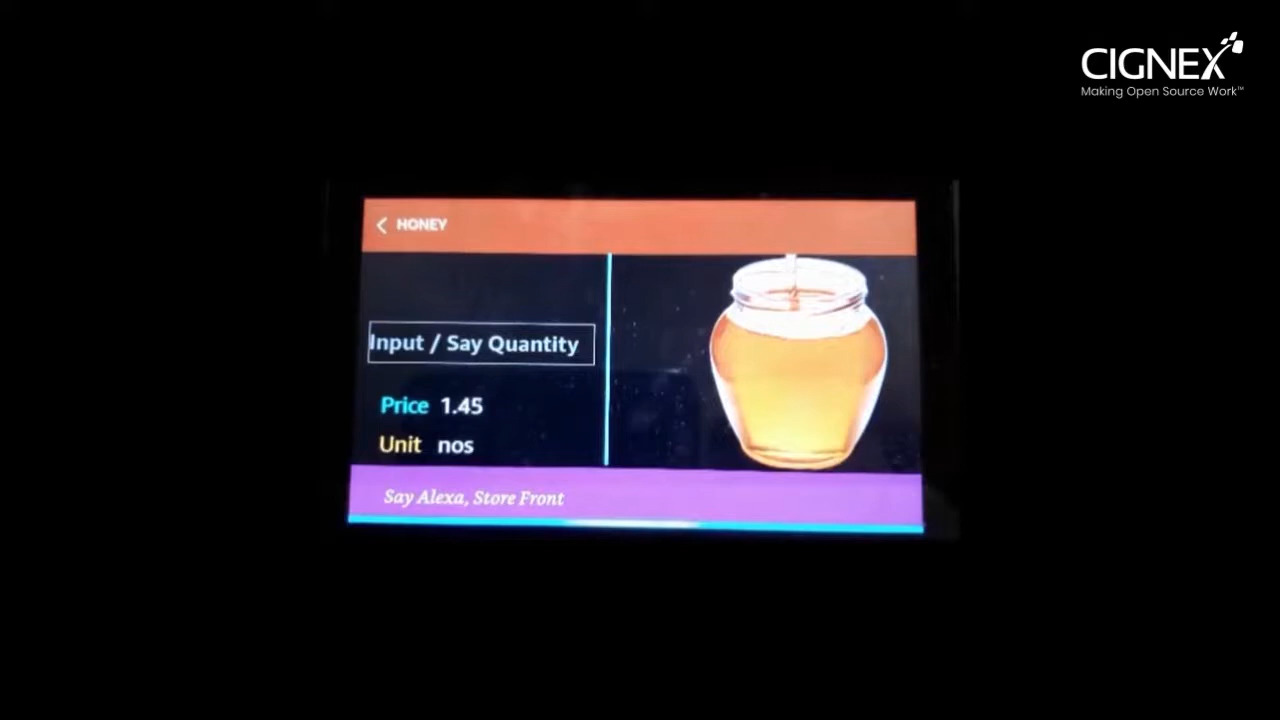 CIGNEX
Making Open Source Work™
HONEY
Input / Say Quantity
Price 1.45
Unit nos
Say Alexa, Store Front